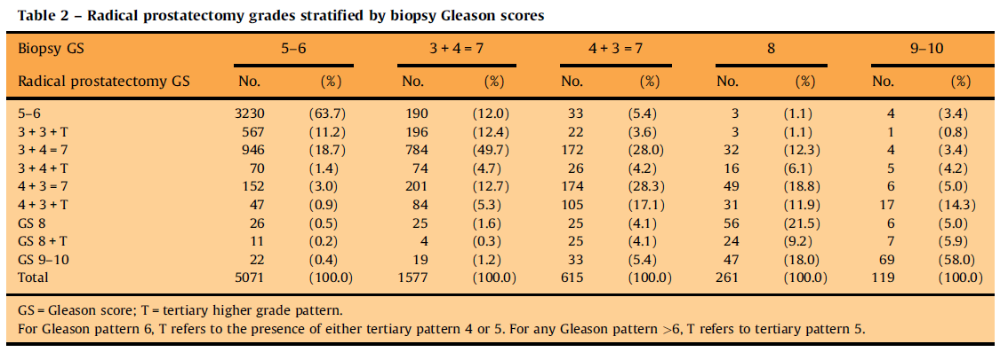 Table 2 – Radical prostatectomy grades stratified by biopsy Gleason scores
Biopsy GS 5–6 3 + 4 = 7 4 + 3 = 7 8 9–10
Radical prostatectomy GS No. (%) No. (%) No. (%) No. (%) No. (%)
5–6 3230 (63.7) 190 (12.0) 33 (5.4) 3 (1.1) 4 (3.4)
3 + 3 + T 567 (11.2) 196 (12.4) 22 (3.6) 3 (1.1) 1 (0.8)
3 + 4 = 7 946 (18.7) 784 (49.7) 172 (28.0) 32 (12.3) 4 (3.4)
3 + 4 + T 70 (1.4) 74 (4.7) 26 (4.2) 16 (6.1) 5 (4.2)
4 + 3 = 7 152 (3.0) 201 (12.7) 174 (28.3) 49 (18.8) 6 (5.0)
4 + 3 + T 47 (0.9) 84 (5.3) 105 (17.1) 31 (11.9) 17 (14.3)
GS 8 26 (0.5) 25 (1.6) 25 (4.1) 56 (21.5) 6 (5.0)
GS 8 + T 11 (0.2) 4 (0.3) 25 (4.1) 24 (9.2) 7 (5.9)
GS 9–10 22 (0.4) 19 (1.2) 33 (5.4) 47 (18.0) 69 (58.0)
Total 5071 (100.0) 1577 (100.0) 615 (100.0) 261 (100.0) 119 (100.0)
GS = Gleason score; T = tertiary higher grade pattern.
For Gleason pattern 6, T refers to the presence of either tertiary pattern 4 or 5. For any Gleason pattern >6, T refers to tertiary pattern 5.